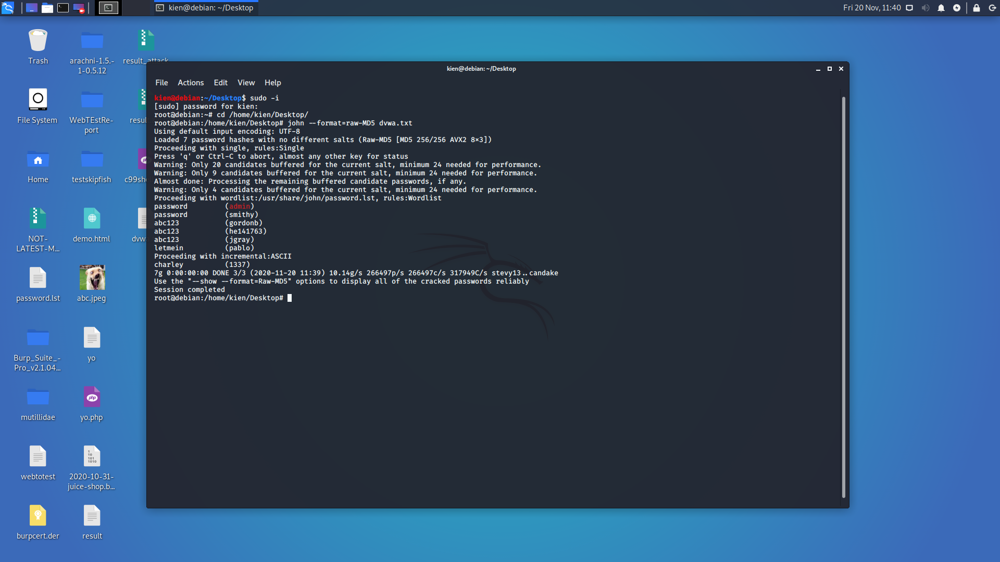 kien@debian: ~/Desktop
Fri 20 Nov, 11:40
Trash
arachni-1.5.-
1-0.5.12
result_attack
File System
WebTEstRe-
port
resul
Home
testskipfish
c99sh
NOT-
LATEST-M...
demo.html
dvw
password.lst
abc.jpeg
Burp_Suite_-
Pro_v2.1.04...
yo
mutillidae
php
yo.php
webtotest
1
10
101
1010
2020-10-31-
juice-shop.b...
burpcert.der
result
kien@debian: ~/Desktop
File Actions Edit View Help
kien@debian:~/Desktop$ sudo -i
[sudo] password for kien:
root@debian:~# cd /home/kien/Desktop/
root@debian:/home/kien/Desktop# john --format=raw-MD5 dvwa.txt
Using default input encoding: UTF-8
Loaded 7 password hashes with no different salts (Raw-MD5 [MD5 256/256 AVX2 8×3])
Proceeding with single, rules:Single
Press 'q' or Ctrl-C to abort, almost any other key for status
Warning: Only 20 candidates buffered for the current salt, minimum 24 needed for performance.
Warning: Only 9 candidates buffered for the current salt, minimum 24 needed for performance.
Almost done: Processing the remaining buffered candidate passwords, if any.
Warning: Only 4 candidates buffered for the current salt, minimum 24 needed for performance.
Proceeding with wordlist:/usr/share/john/password.lst, rules:Wordlist
password (admin)
password (smithy)
abc123 (gordonb)
abc123 (he141763)
abc123 (jgray)
letmein (pablo)
Proceeding with incremental:ASCII
charley (1337)
7g 0:00:00:00 DONE 3/3 (2020-11-20 11:39) 10.14g/s 266497p/s 266497c/s 317949C/s stevy13..candake
Use the "--show --format=Raw-MD5" options to display all of the cracked passwords reliably
Session completed
root@debian:/home/kien/Desktop#